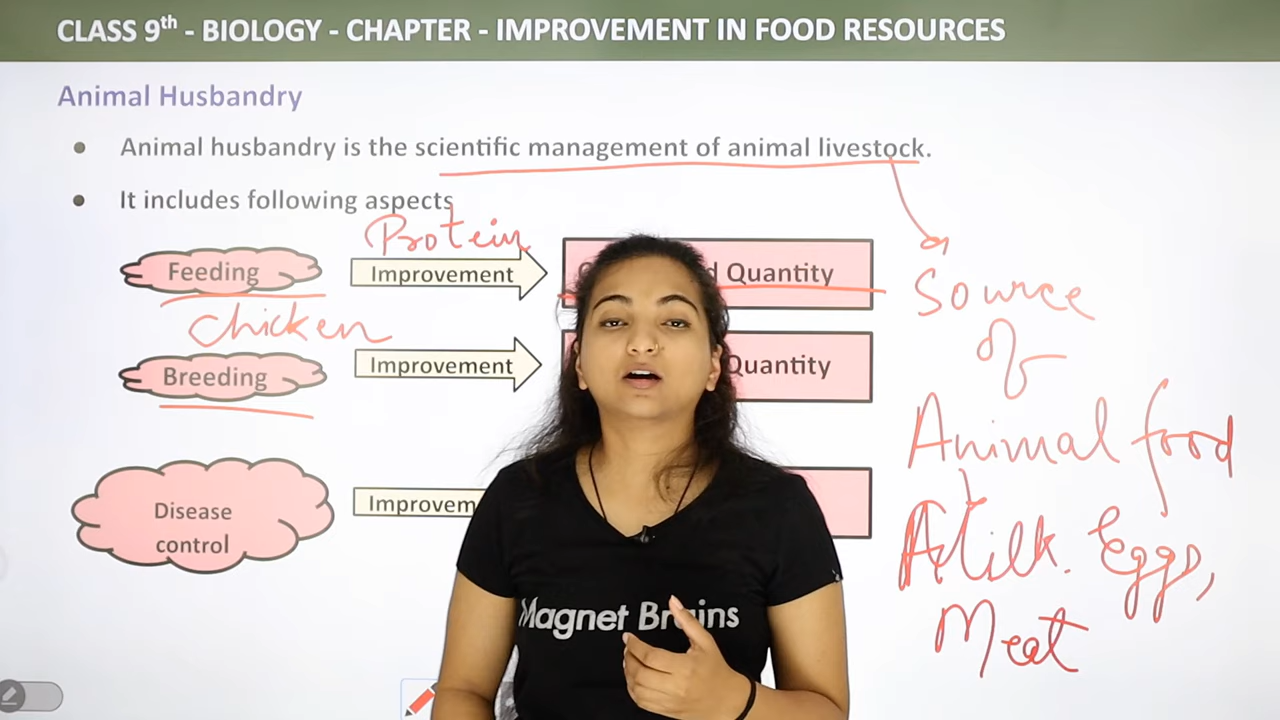 CLASS 9th - BIOLOGY - CHAPTER - IMPROVEMENT IN FOOD RESOURCES
Animal Husbandry
• Animal husbandry is the scientific management of animal livestock.
• It includes following aspects
Protein
Feeding
Improvement
Quantity
Source
of
Animal food
Milk. Eggs,
Meat
chicken
Breeding
Improvement
Quantity
Disease
control
Improvem
Magnet Brains